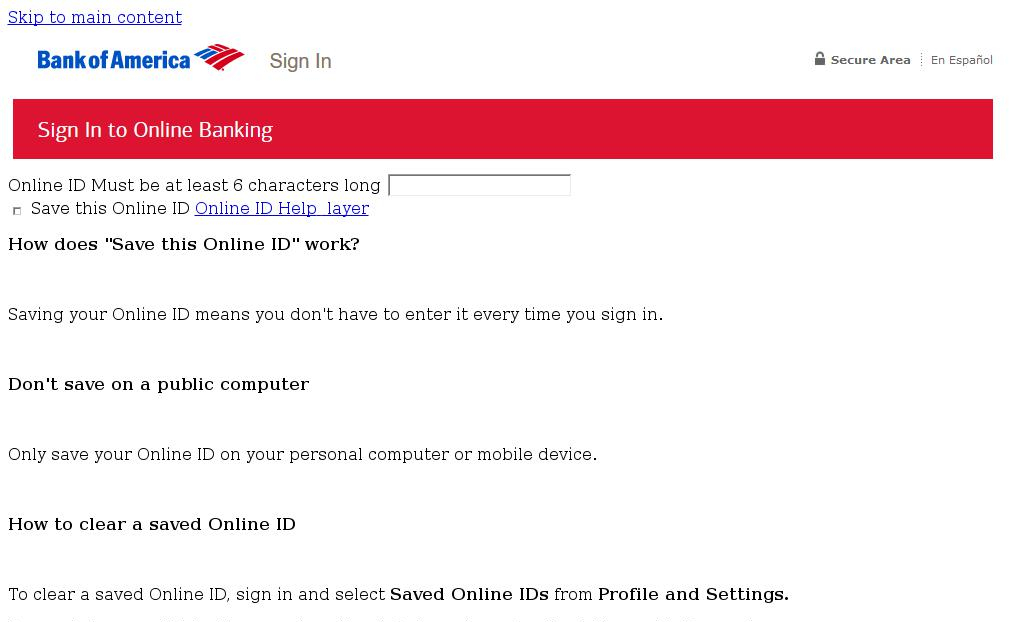 Skip to main content
Bank of America Sign In Secure Area En Español
Sign In to Online Banking
Online ID Must be at least 6 characters long
Save this Online ID Online ID Help layer
How does "Save this Online ID" work?
Saving your Online ID means you don't have to enter it every time you sign in.
Don't save on a public computer
Only save your Online ID on your personal computer or mobile device.
How to clear a saved Online ID
To clear a saved Online ID, sign in and select Saved Online IDs from Profile and Settings.